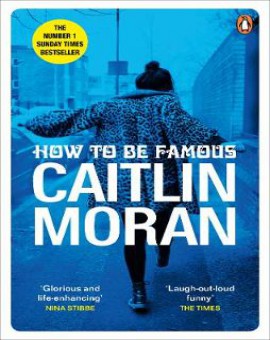 THE
NUMBER 1
SUNDAY TIMES
BESTSELLER
HOW TO BE FAMOUS
CAITLIN
MORAN
‘Glorious and
life-enhancing’
NINA STIBBE
‘Laugh-out-loud
funny’
THE TIMES